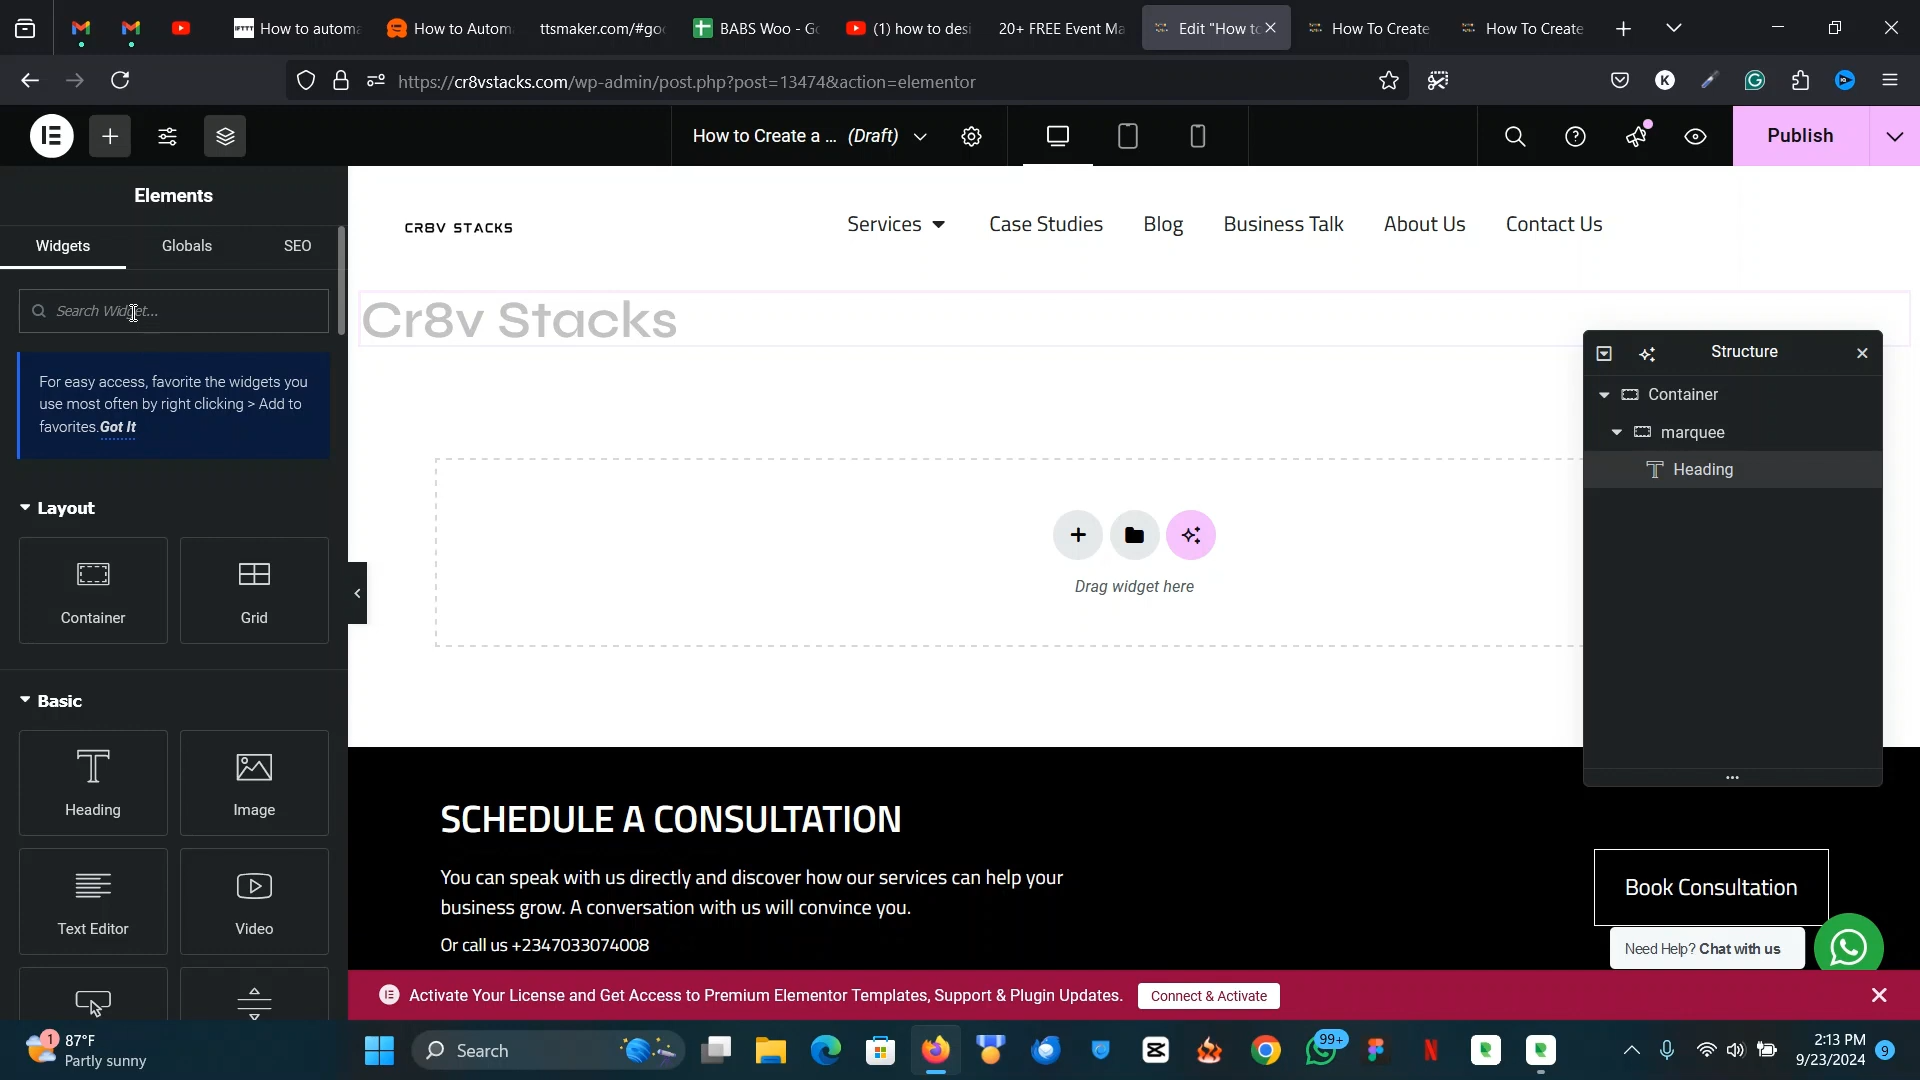 How to automa
How to Autom
ttsmaker.com/#goo
BABS Woo - Go
(1) how to desi
20+ FREE Event Ma
Edit "How to
How To Create
How To Create
https://cr8vstacks.com/wp-admin/post.php?post=13474&action=elementor
How to Create a ... (Draft)
Publish
Elements
Widgets
Globals
SEO
Search Widget...
For easy access, favorite the widgets you
use most often by right clicking > Add to
favorites. Got It
Layout
Container
Grid
Basic
Heading
Image
Text Editor
Video
CR8V STACKS
Services
Case Studies
Blog
Business Talk
About Us
Contact Us
Cr8v Stacks
Drag widget here
Structure
Container
marquee
Heading
SCHEDULE A CONSULTATION
You can speak with us directly and discover how our services can help your
business grow. A conversation with us will convince you.
Or call us +2347033074008
Book Consultation
Need Help? Chat with us
Activate Your License and Get Access to Premium Elementor Templates, Support & Plugin Updates.
Connect & Activate
1
87°F
Partly sunny
Search
99+
2:13 PM
9/23/2024
9